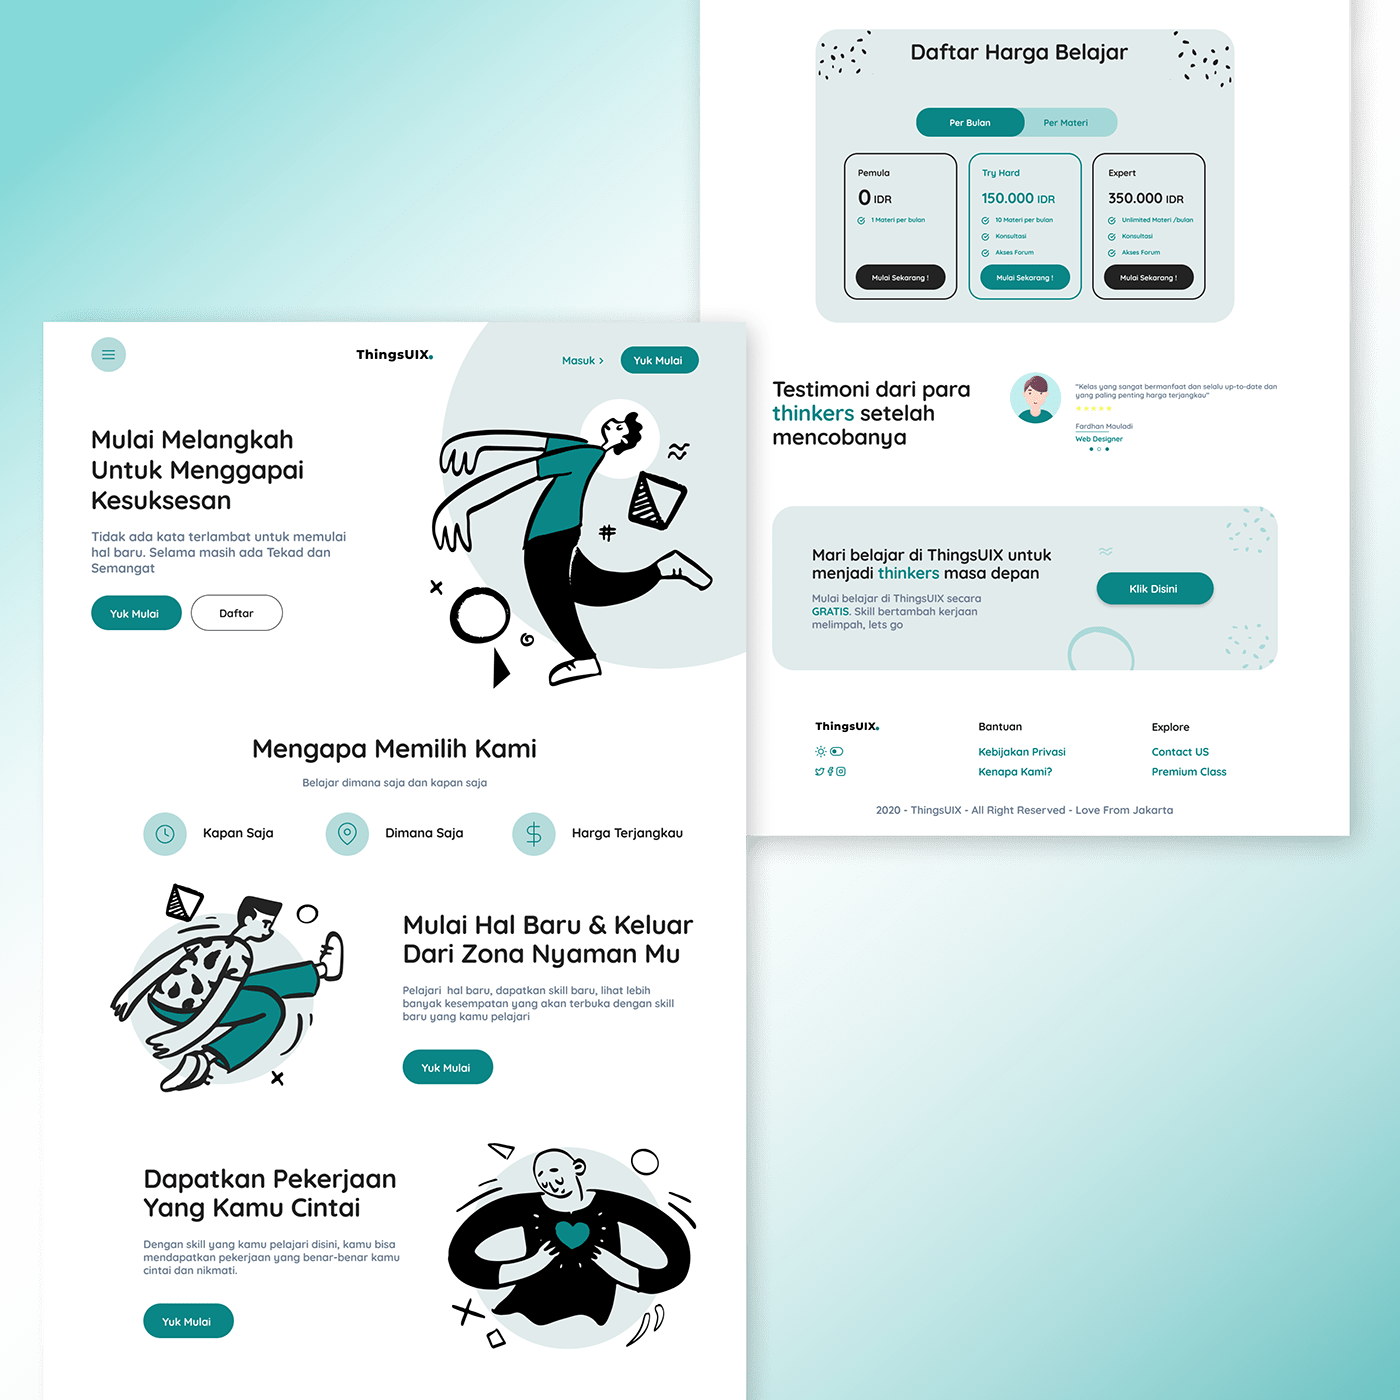 ThingsUIX.
Masuk >
Yuk Mulai
Mulai Melangkah
Untuk Menggapai
Kesuksesan
Tidak ada kata terlambat untuk memulai
hal baru. Selama masih ada Tekad dan
Semangat
Yuk Mulai
Daftar
Mengapa Memilih Kami
Belajar dimana saja dan kapan saja
Kapan Saja
Dimana Saja
Harga Terjangkau
Mulai Hal Baru & Keluar
Dari Zona Nyaman Mu
Pelajari hal baru, dapatkan skill baru, lihat lebih
banyak kesempatan yang akan terbuka dengan skill
baru yang kamu pelajari
Yuk Mulai
Dapatkan Pekerjaan
Yang Kamu Cintai
Dengan skill yang kamu pelajari disini, kamu bisa
mendapatkan pekerjaan yang benar-benar kamu
cintai dan nikmati.
Yuk Mulai
Daftar Harga Belajar
Per Bulan
Per Materi
Pemula
0 IDR
1 Materi per bulan
Mulai Sekarang !
Try Hard
150.000 IDR
10 Materi per bulan
Konsultasi
Akses Forum
Mulai Sekarang !
Expert
350.000 IDR
Unlimited Materi /bulan
Konsultasi
Akses Forum
Mulai Sekarang !
Testimoni dari para
thinkers setelah
mencobanya
"Kelas yang sangat bermanfaat dan selalu up-to-date dan
yang paling penting harga terjangkau"
Fardhan Mauladi
Web Designer
Mari belajar di ThingsUIX untuk
menjadi thinkers masa depan
Mulai belajar di ThingsUIX secara
GRATIS. Skill bertambah kerjaan
melimpah, lets go
Klik Disini
ThingsUIX.
Bantuan
Kebijakan Privasi
Kenapa Kami?
Explore
Contact US
Premium Class
2020 - ThingsUIX - All Right Reserved - Love From Jakarta